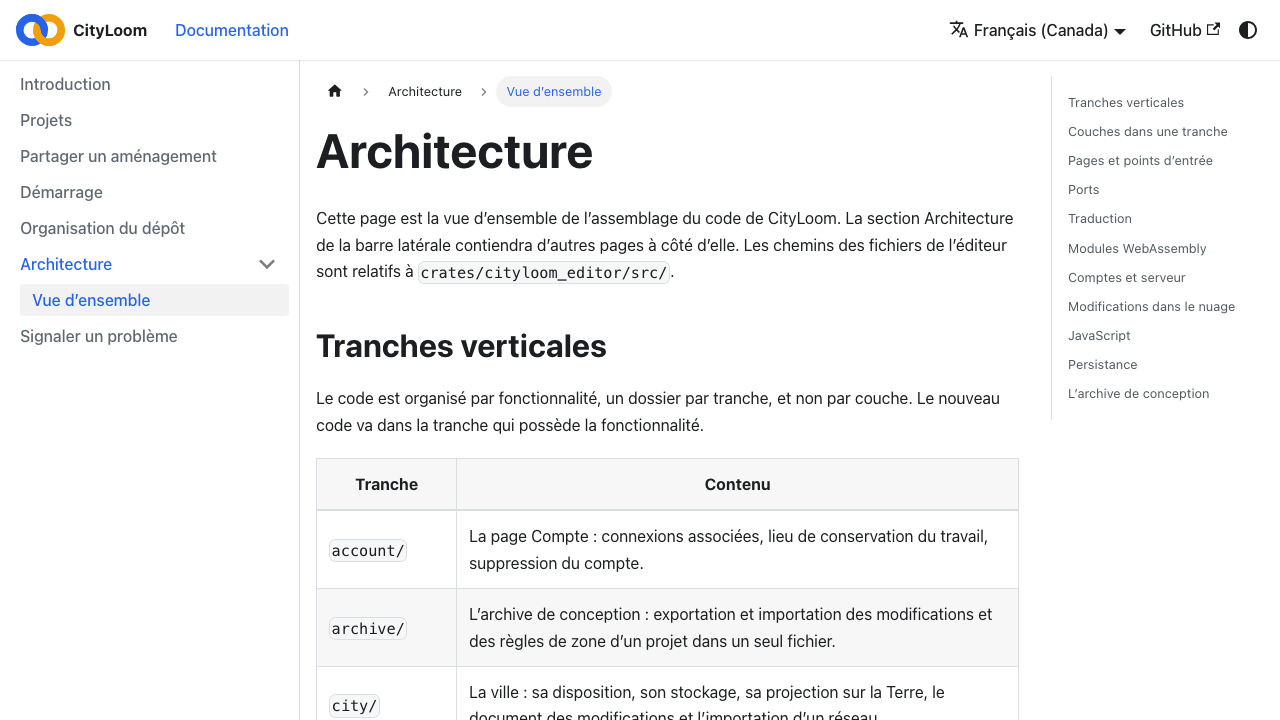 CityLoom
Documentation
Français (Canada)
GitHub
Introduction
Projets
Partager un aménagement
Démarrage
Organisation du dépôt
Architecture
Vue d’ensemble
Signaler un problème
Architecture
Vue d’ensemble
Architecture
Cette page est la vue d’ensemble de l’assemblage du code de CityLoom. La section Architecture
de la barre latérale contiendra d’autres pages à côté d’elle. Les chemins des fichiers de l’éditeur
sont relatifs à crates/cityloom_editor/src/.
Tranches verticales
Le code est organisé par fonctionnalité, un dossier par tranche, et non par couche. Le nouveau
code va dans la tranche qui possède la fonctionnalité.
Tranche
Contenu
account/
La page Compte : connexions associées, lieu de conservation du travail,
suppression du compte.
archive/
L’archive de conception : exportation et importation des modifications et
des règles de zone d’un projet dans un seul fichier.
city/
La ville : sa disposition, son stockage, sa projection sur la Terre, le
document des modifications et l’importation d’un réseau
Tranches verticales
Couches dans une tranche
Pages et points d’entrée
Ports
Traduction
Modules WebAssembly
Comptes et serveur
Modifications dans le nuage
JavaScript
Persistance
L’archive de conception